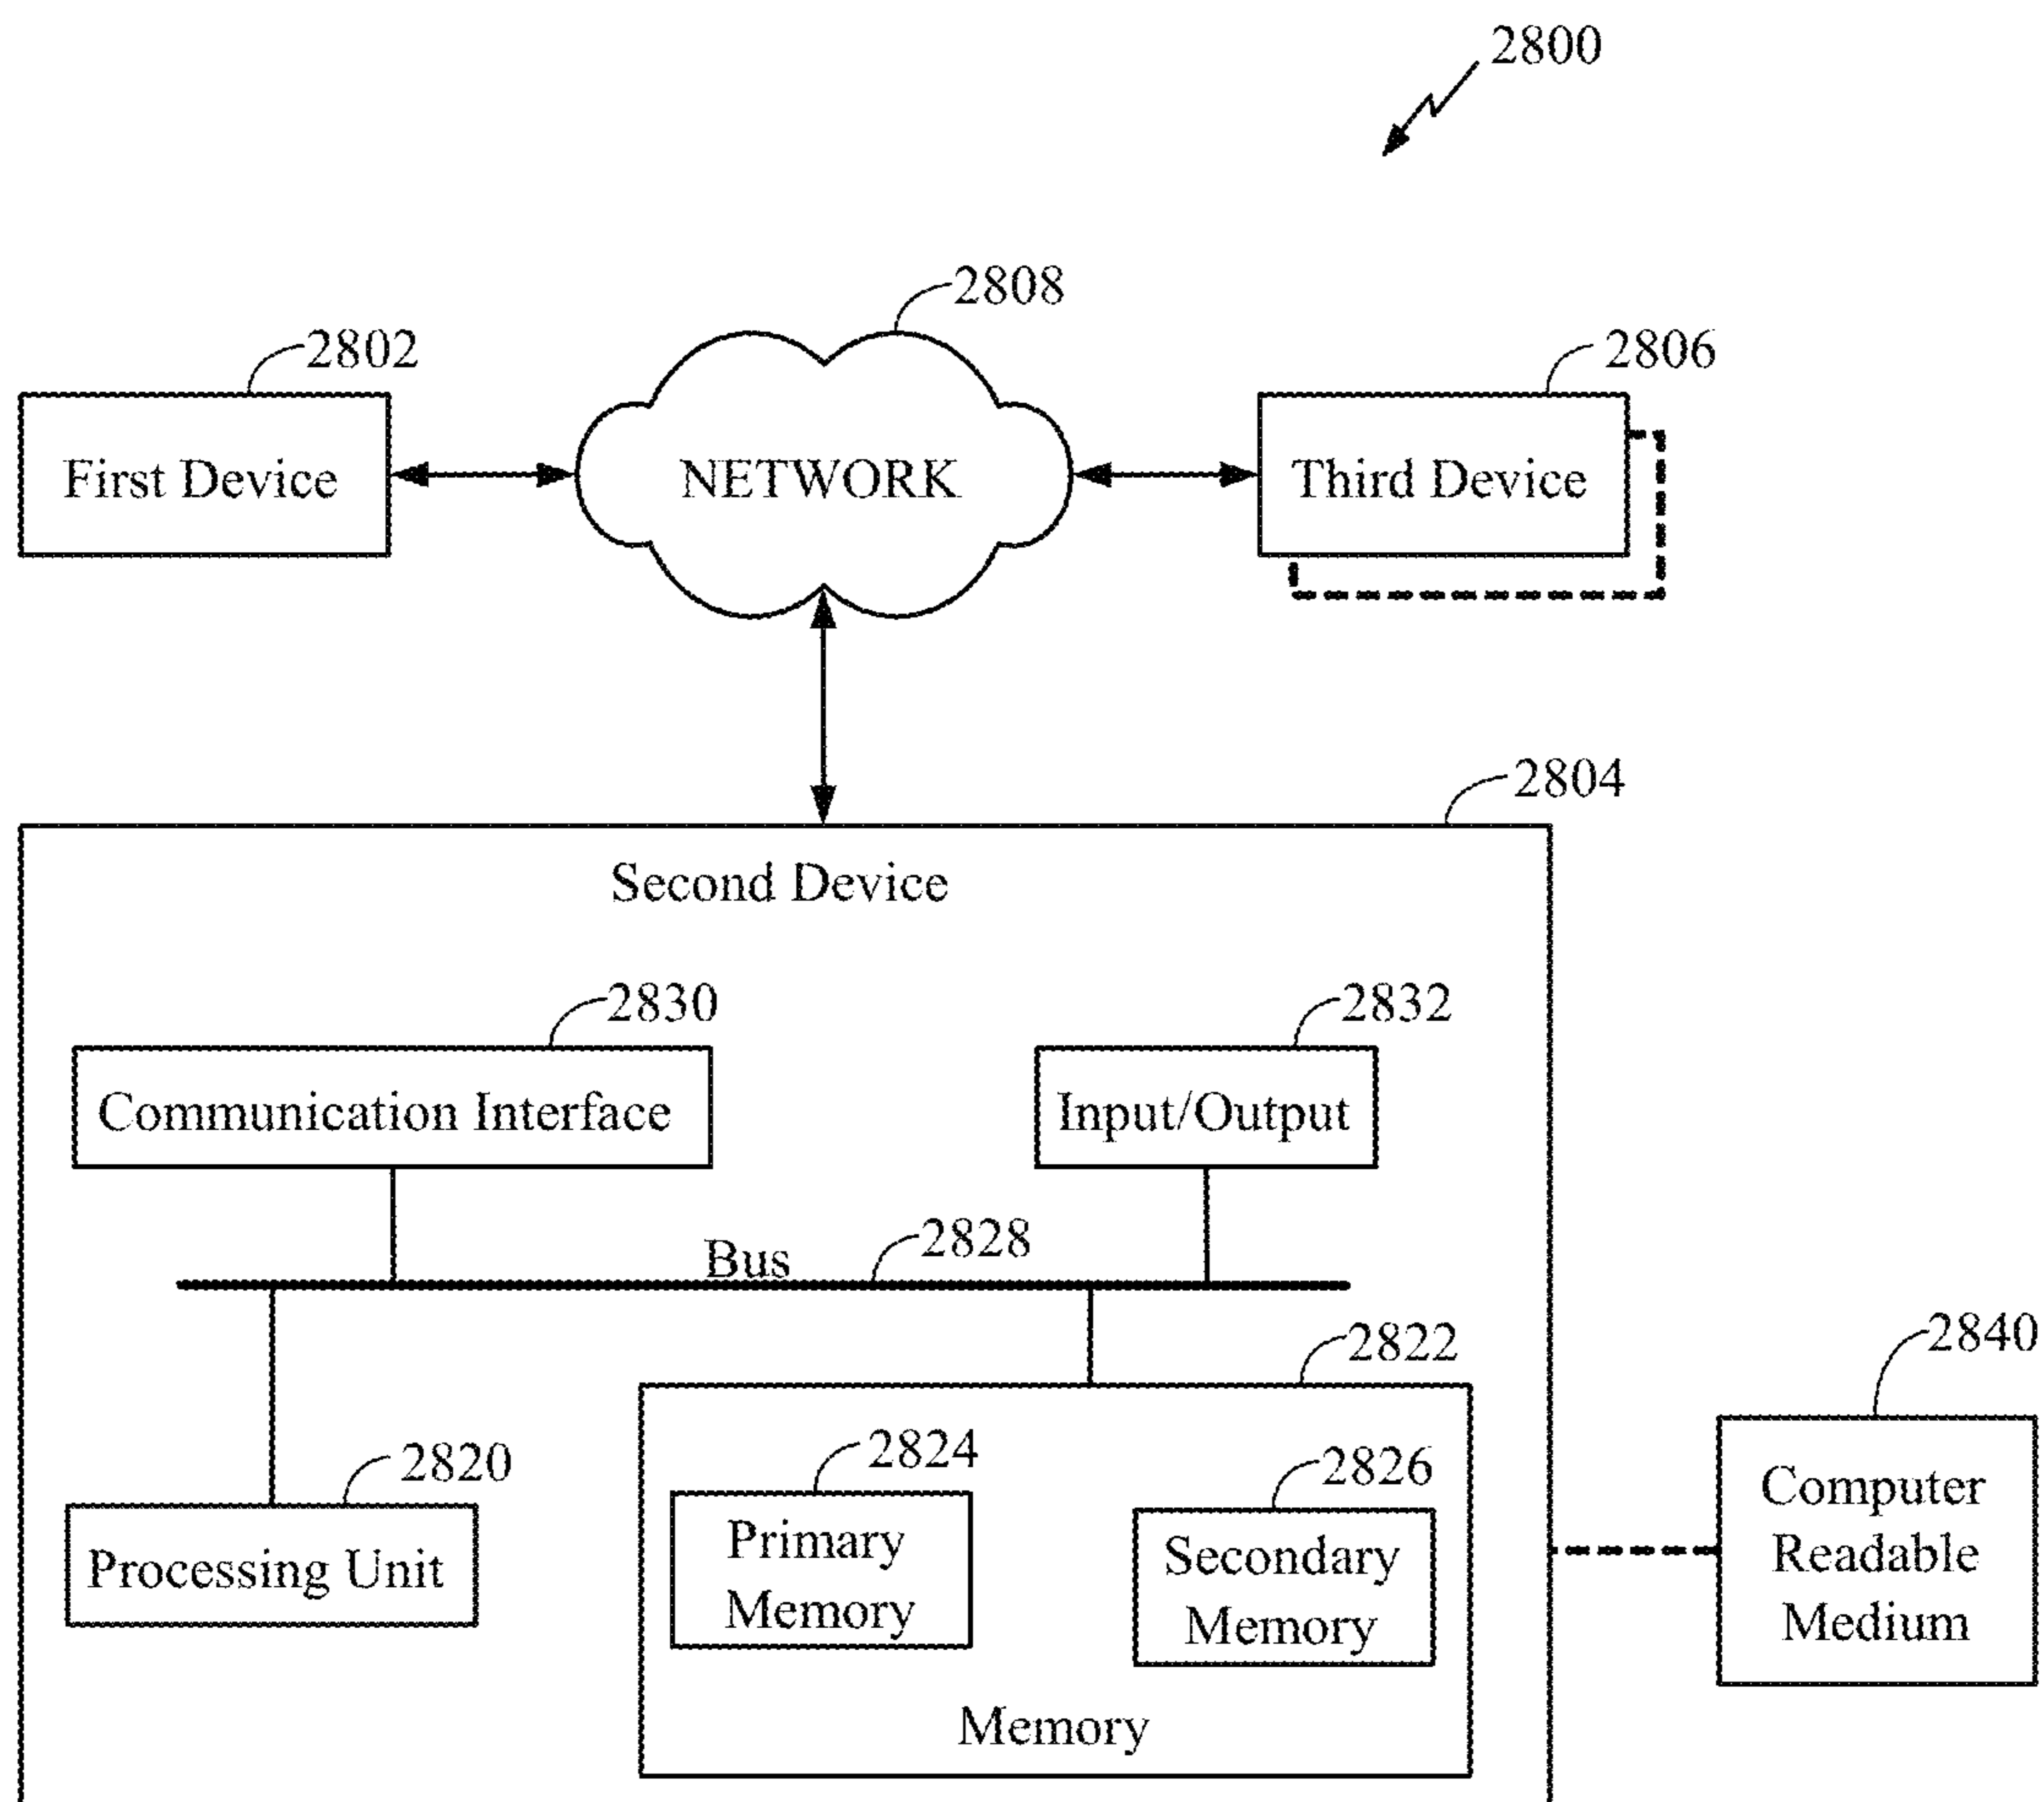 2800
2808
2802
2806
First Device
NETWORK
Third Device
2804
Second Device
2830
2832
Communication Interface
Input/Output
Bus
2828
2822
2840
2824
2820
2826
Primary
Memory
Secondary
Memory
Processing Unit
Computer
Readable
Medium
Memory